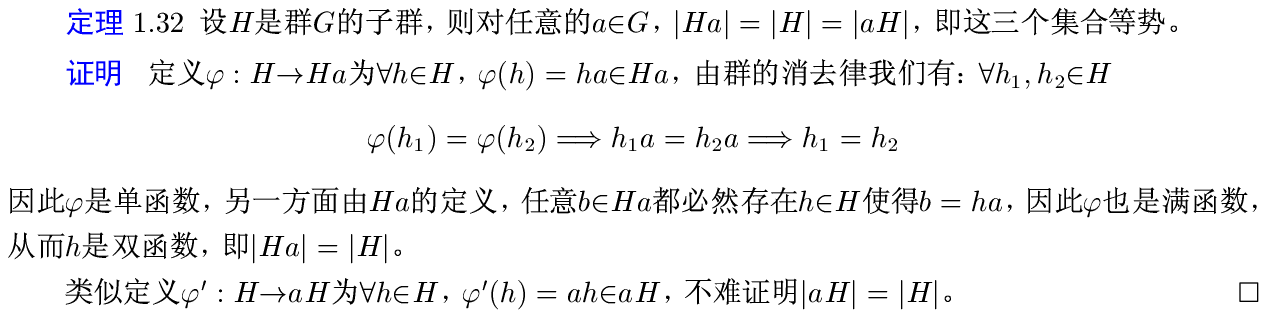 定理 1.32 设H是群G的子群，则对任意的a∈G，|Ha| = |H| = |aH|，即这三个集合等势。
证明 定义φ : H→Ha为∀h∈H，φ(h) = ha∈Ha，由群的消去律我们有：∀h₁, h₂∈H
φ(h₁) = φ(h₂) ⟹ h₁a = h₂a ⟹ h₁ = h₂
因此φ是单函数，另一方面由Ha的定义，任意b∈Ha都必然存在h∈H使得b = ha，因此φ也是满函数，
从而h是双函数，即|Ha| = |H|。
类似定义φ′ : H→aH为∀h∈H，φ′(h) = ah∈aH，不难证明|aH| = |H|。 □